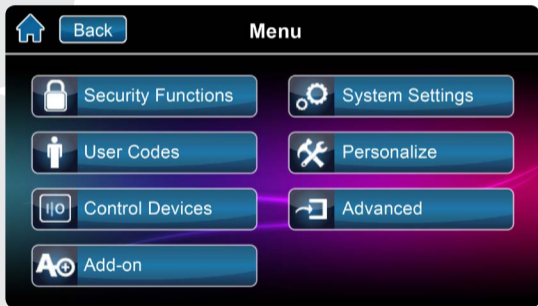 Back
Menu
Security Functions
System Settings
User Codes
Personalize
Control Devices
Advanced
Add-on